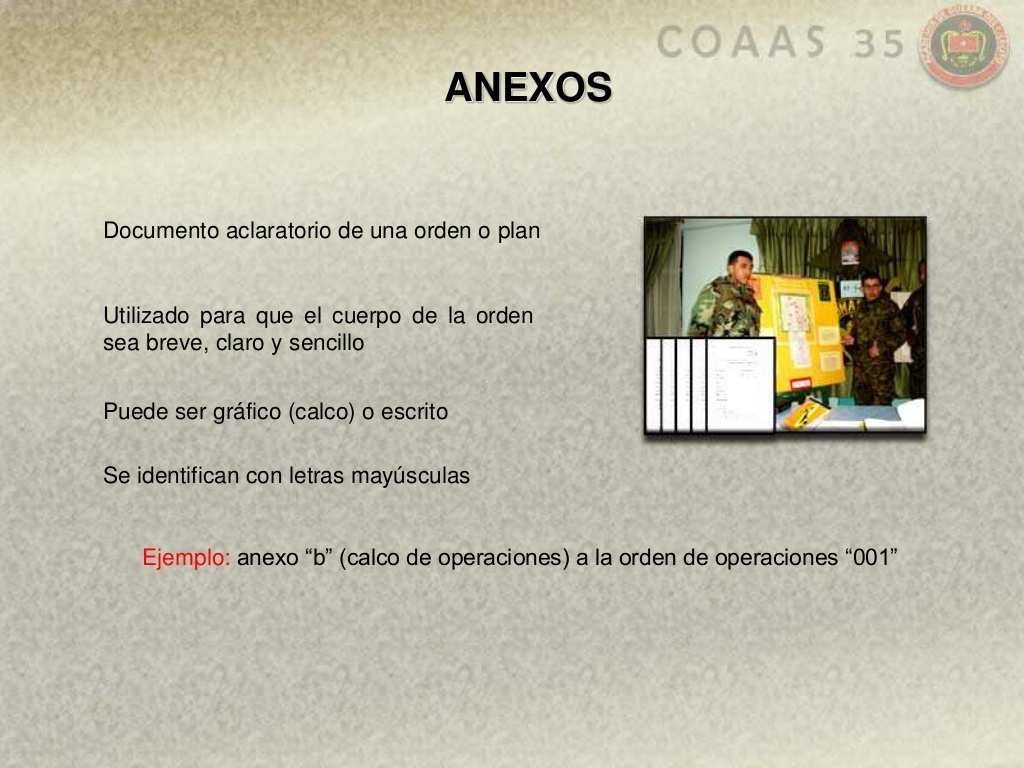 COAAS 35
ANEXOS
Documento aclaratorio de una orden o plan
Utilizado para que el cuerpo de la orden
sea breve, claro y sencillo
Puede ser gráfico (calco) o escrito
Se identifican con letras mayúsculas
Ejemplo: anexo “b” (calco de operaciones) a la orden de operaciones “001”